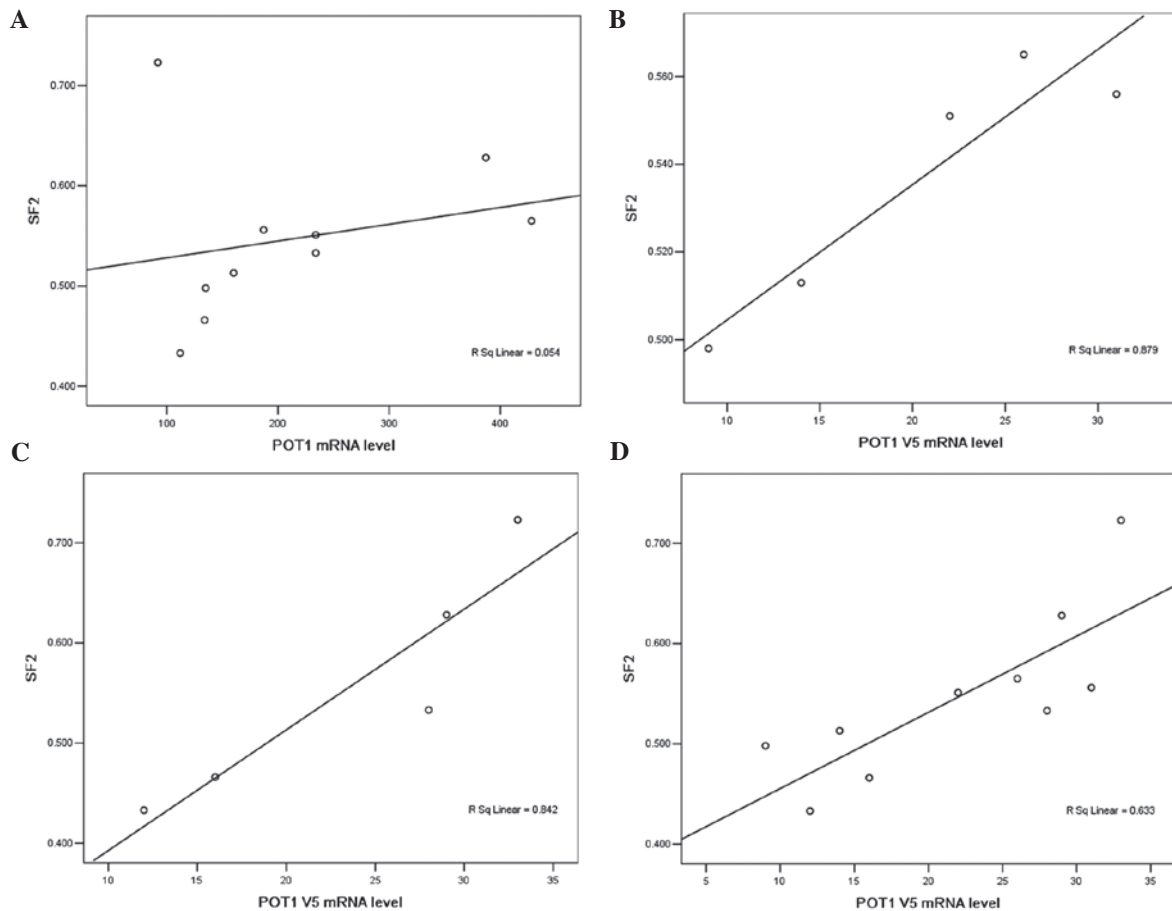 A
0.700
0.600
0.500
0.400
SF2
R Sq Linear = 0.054
100 200 300 400
POT1 mRNA level
B
0.560
0.540
0.520
0.500
SF2
R Sq Linear = 0.879
10 15 20 25 30
POT1 V5 mRNA level
C
0.700
0.600
0.500
0.400
SF2
R Sq Linear = 0.842
10 15 20 25 30 35
POT1 V5 mRNA level
D
0.700
0.600
0.500
0.400
SF2
R Sq Linear = 0.633
5 10 15 20 25 30 35
POT1 V5 mRNA level